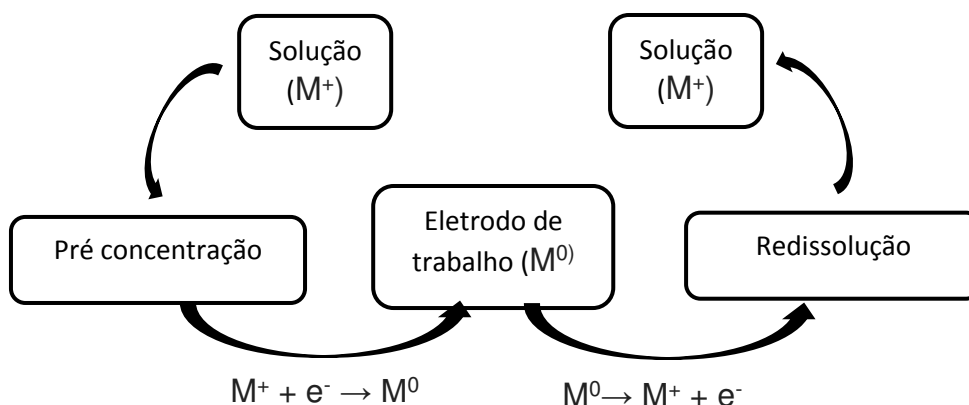 Solução
(M⁺)
Solução
(M⁺)
Pré concentração
Eletrodo de
trabalho (M⁰⁾
Redissolução
M⁺ + e⁻ → M⁰
M⁰→ M⁺ + e⁻